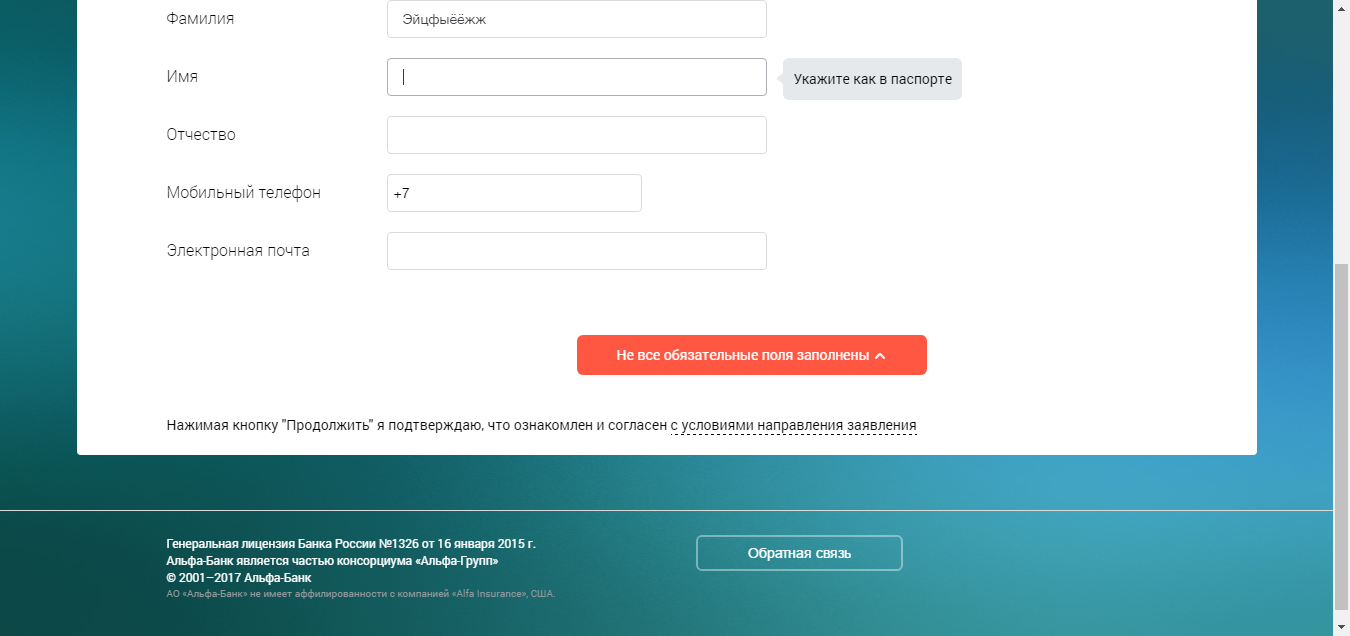 Фамилия
Эйцфыёёжж
Имя
Укажите как в паспорте
Отчество
Мобильный телефон
+7
Электронная почта
Не все обязательные поля заполнены
Нажимая кнопку "Продолжить" я подтверждаю, что ознакомлен и согласен с условиями направления заявления
Генеральная лицензия Банка России №1326 от 16 января 2015 г.
Альфа-Банк является частью консорциума «Альфа-Групп»
© 2001–2017 Альфа-Банк
АО «Альфа-Банк» не имеет аффилированности с компанией «Alfa Insurance», США.
Обратная связь